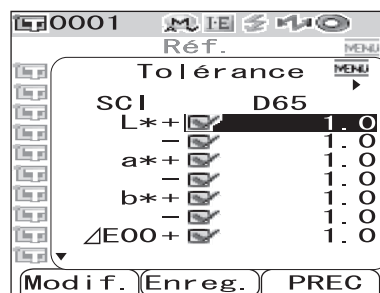 0001 M I·E
Réf. MENU
Tolérance MENU
SCI D65
L*+ 1.0
− 1.0
a*+ 1.0
− 1.0
b*+ 1.0
− 1.0
⊿E00+ 1.0
Modif. Enreg. PREC